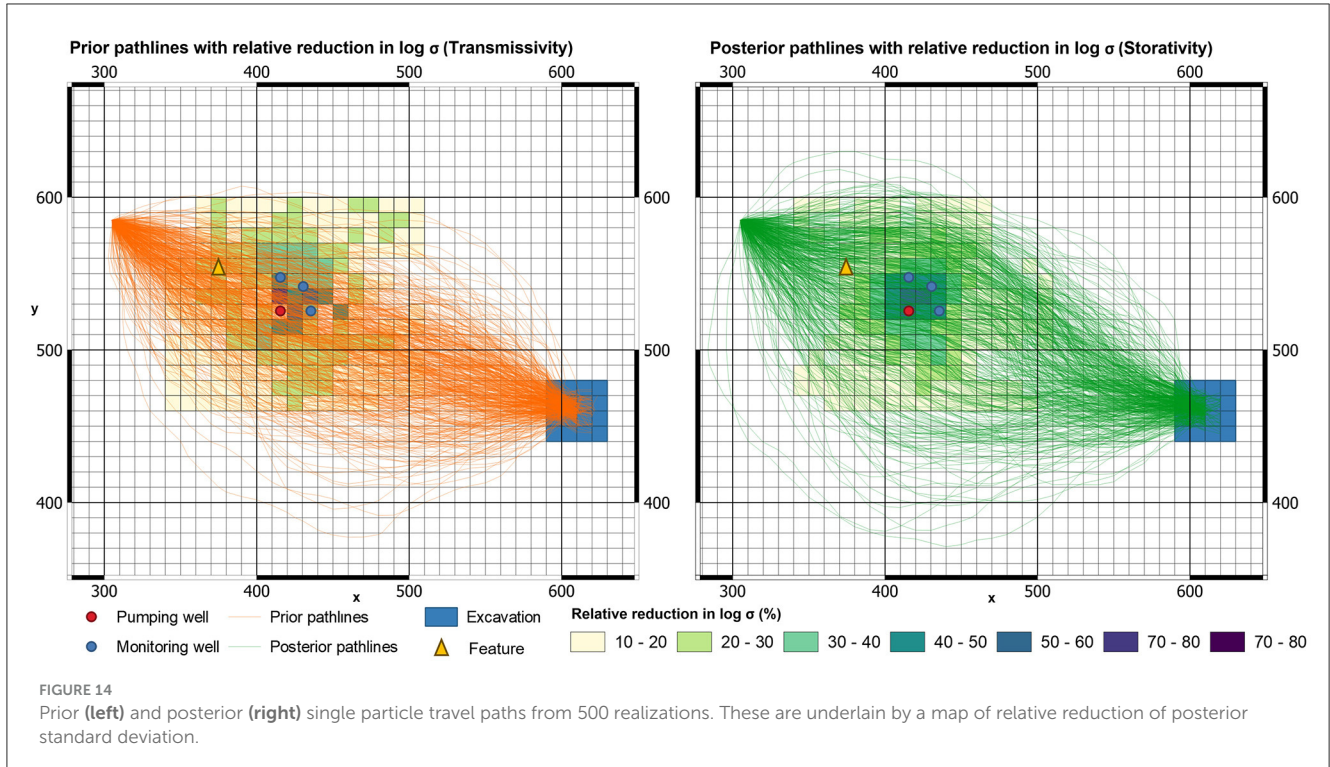 Prior pathlines with relative reduction in log σ (Transmissivity)
Posterior pathlines with relative reduction in log σ (Storativity)
300 400 500 600
300 400 500 600
600 600 600
y
500 500 500
400 400 400
300 400 x 500 600
300 400 x 500 600
Pumping well
Prior pathlines
Excavation
Relative reduction in log σ (%)
Monitoring well
Posterior pathlines
Feature
10 - 20 20 - 30 30 - 40 40 - 50 50 - 60 70 - 80 70 - 80
FIGURE 14
Prior (left) and posterior (right) single particle travel paths from 500 realizations. These are underlain by a map of relative reduction of posterior
standard deviation.